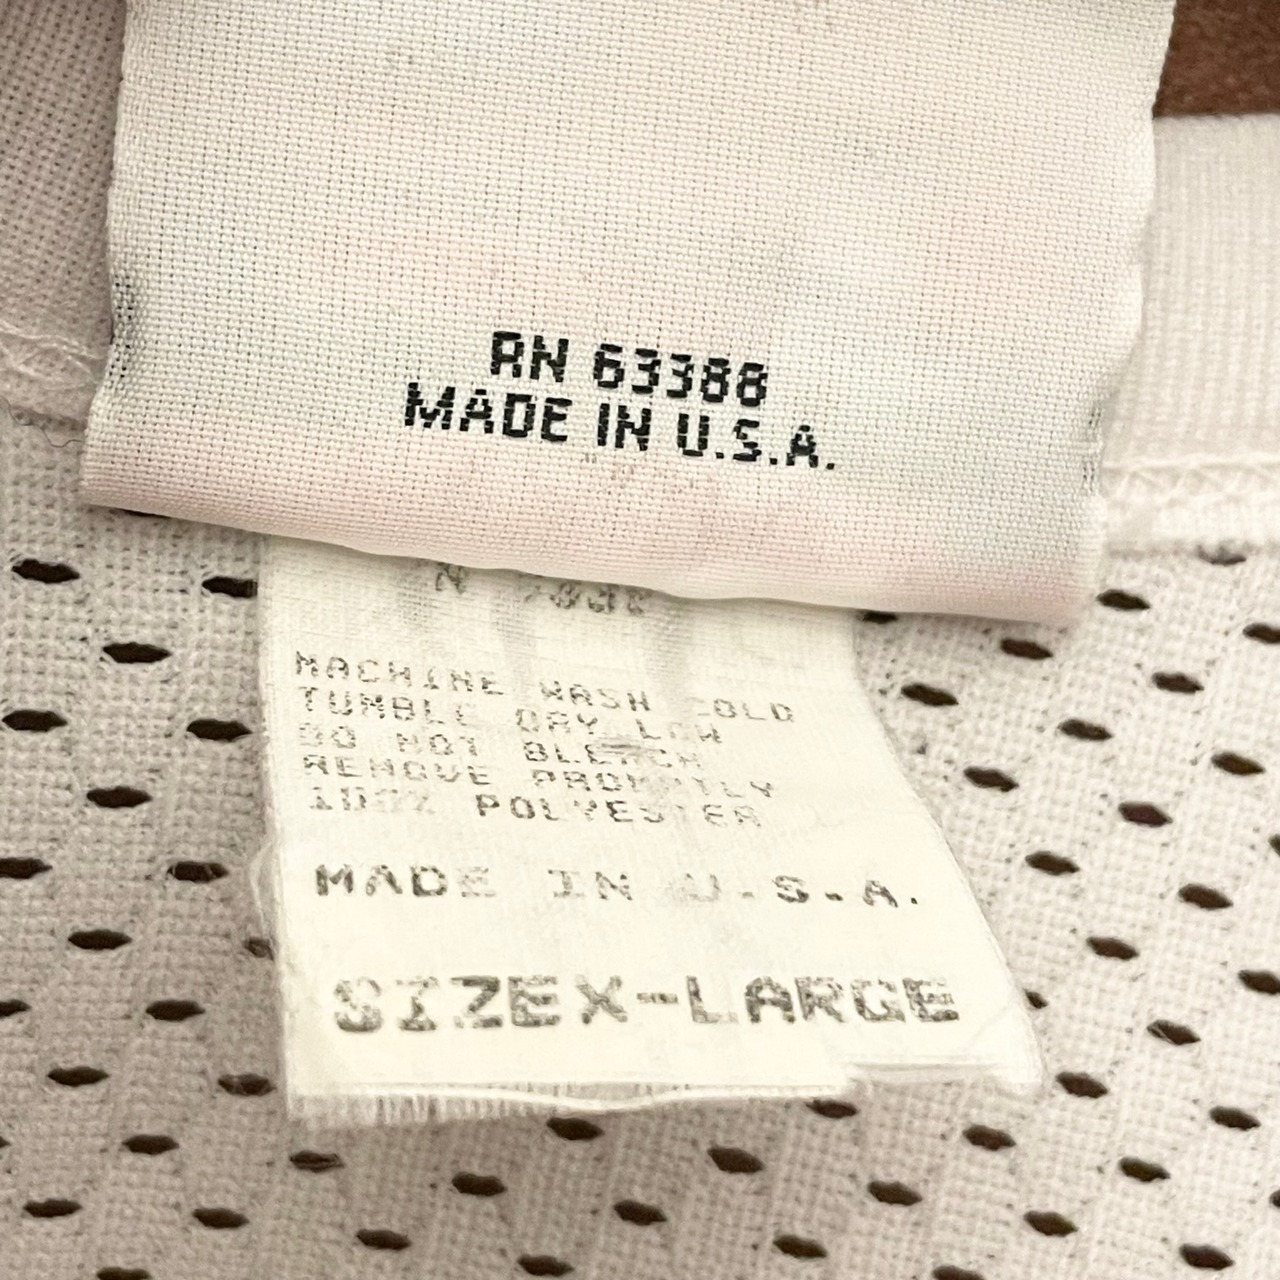 RN 63388
MADE IN U.S.A.
MACHINE WASH COLD
TUMBLE DRY LOW
DO NOT BLEACH
REMOVE PROMPTLY
100% POLYESTER
MADE IN U.S.A.
SIZE X-LARGE